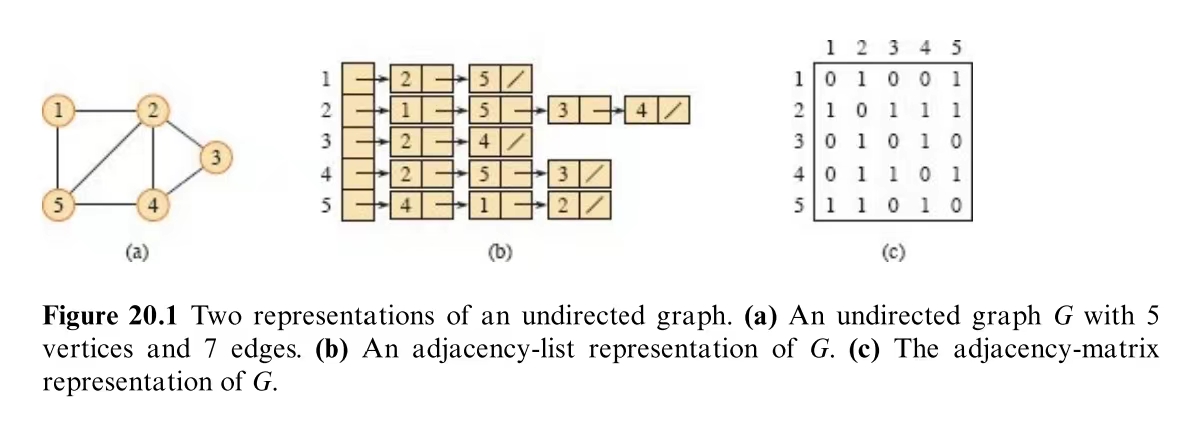 1 2 3 4 5
1 2 5 / 1 0 1 0 0 1
1 2 2 1 5 3 4 / 2 1 0 1 1 1
3 3 2 4 / 3 0 1 0 1 0
4 2 5 3 / 4 0 1 1 0 1
5 4 5 4 1 2 / 5 1 1 0 1 0
(a) (b) (c)
Figure 20.1 Two representations of an undirected graph. (a) An undirected graph G with 5
vertices and 7 edges. (b) An adjacency-list representation of G. (c) The adjacency-matrix
representation of G.